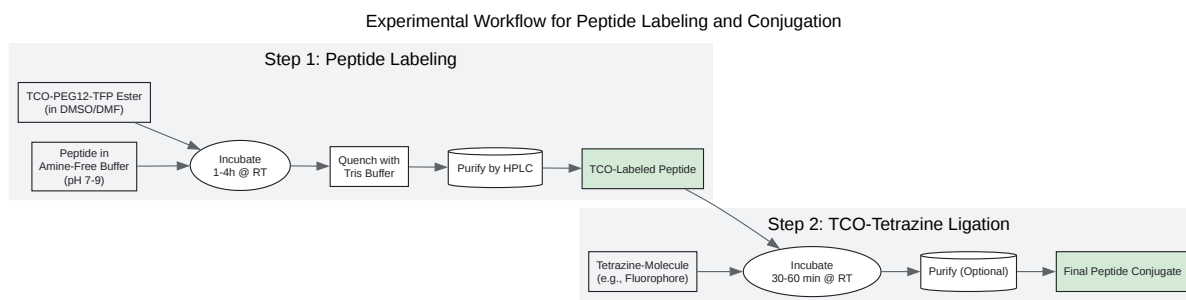 Experimental Workflow for Peptide Labeling and Conjugation
Step 1: Peptide Labeling
TCO-PEG12-TFP Ester
(in DMSO/DMF)
Peptide in
Amine-Free Buffer
(pH 7-9)
Incubate
1-4h @ RT
Quench with
Tris Buffer
Purify by HPLC
TCO-Labeled Peptide
Step 2: TCO-Tetrazine Ligation
Tetrazine-Molecule
(e.g., Fluorophore)
Incubate
30-60 min @ RT
Purify (Optional)
Final Peptide Conjugate